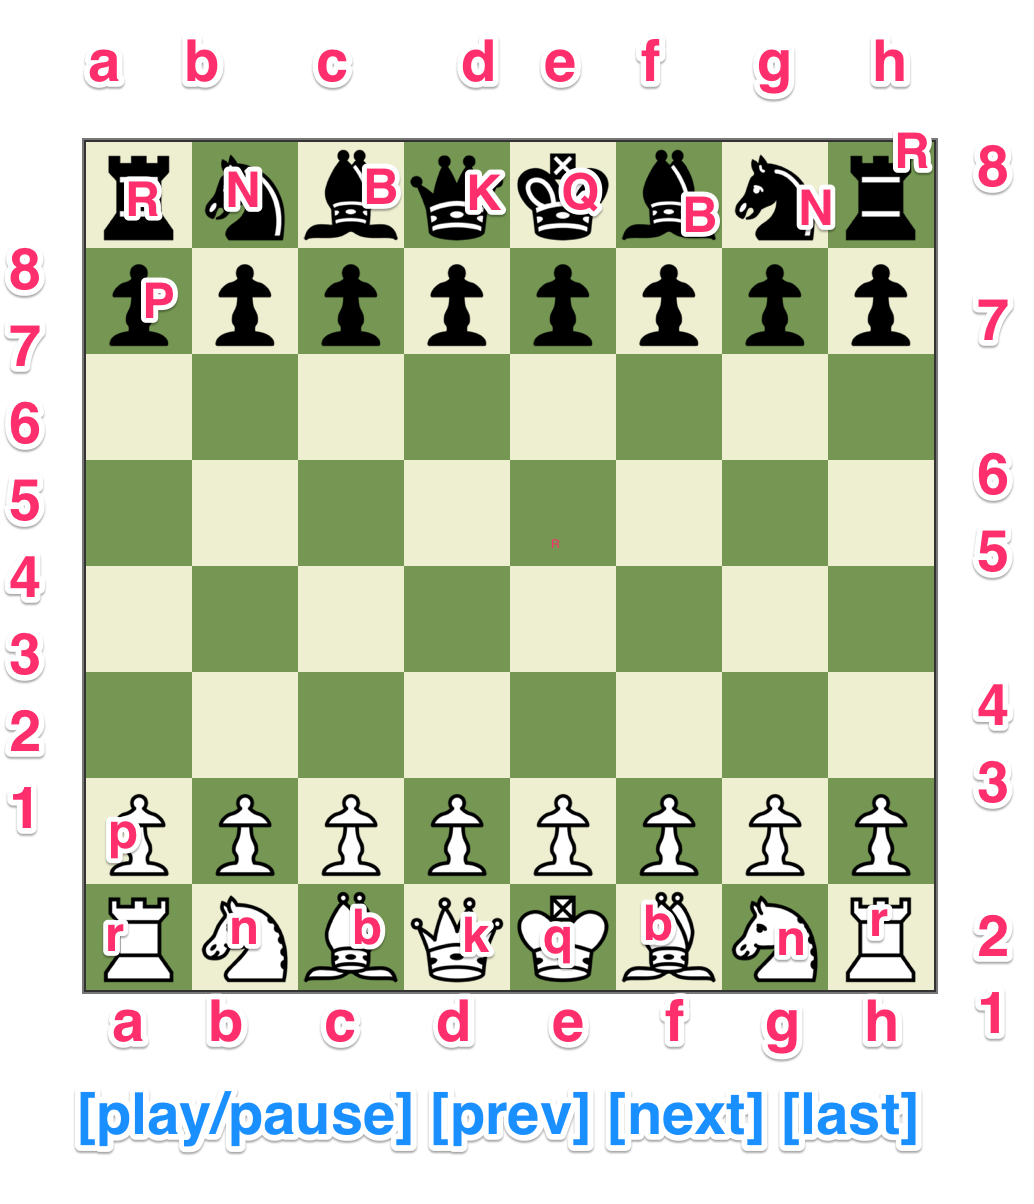 a b c d e f g h
R N B K Q B N R 8
8 P 7
7
6 6
5 R 5
4
3 4
2 3
1 p
r n b k q b n r 2
a b c d e f g h 1
[play/pause] [prev] [next] [last]